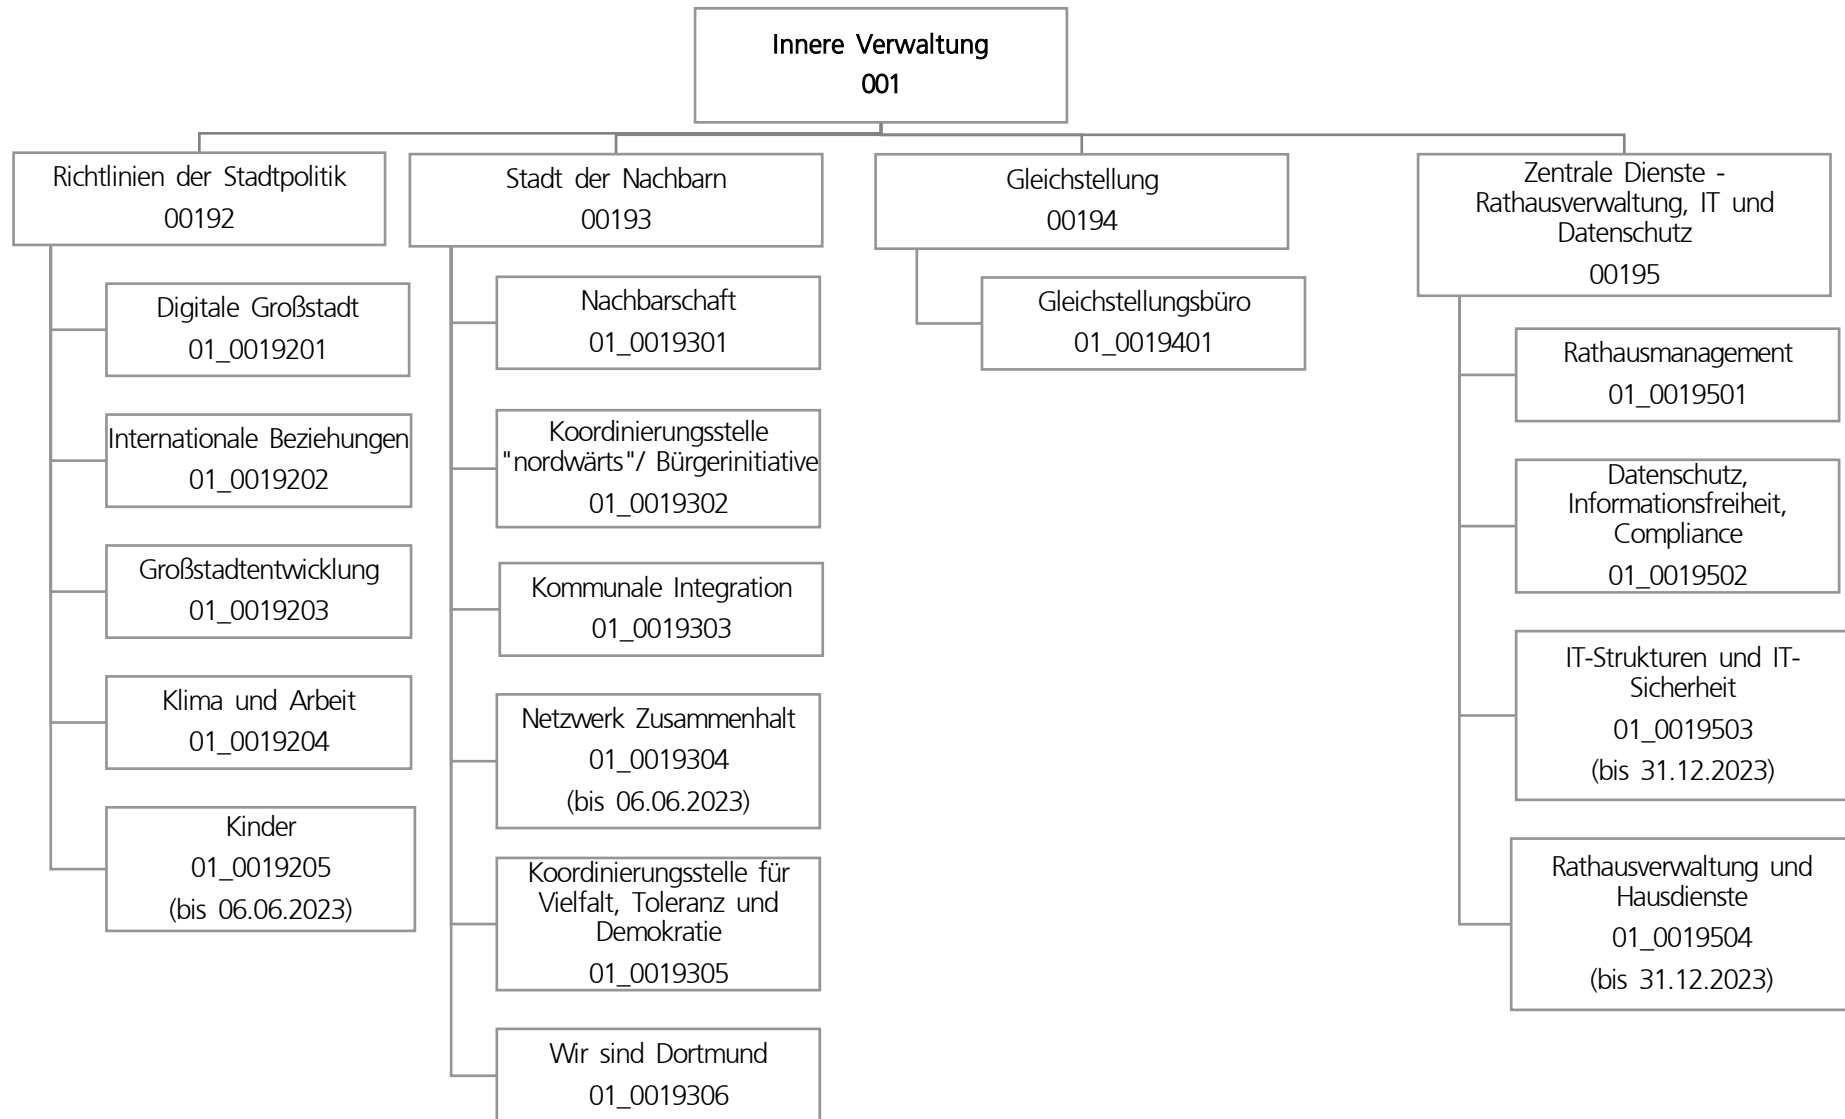 Innere Verwaltung
001
Richtlinien der Stadtpolitik
00192
Digitale Großstadt
01_0019201
Internationale Beziehungen
01_0019202
Großstadtentwicklung
01_0019203
Klima und Arbeit
01_0019204
Kinder
01_0019205
(bis 06.06.2023)
Stadt der Nachbarn
00193
Nachbarschaft
01_0019301
Koordinierungsstelle
"nordwärts"/ Bürgerinitiative
01_0019302
Kommunale Integration
01_0019303
Netzwerk Zusammenhalt
01_0019304
(bis 06.06.2023)
Koordinierungsstelle für
Vielfalt, Toleranz und
Demokratie
01_0019305
Wir sind Dortmund
01_0019306
Gleichstellung
00194
Gleichstellungsbüro
01_0019401
Zentrale Dienste -
Rathausverwaltung, IT und
Datenschutz
00195
Rathausmanagement
01_0019501
Datenschutz,
Informationsfreiheit,
Compliance
01_0019502
IT-Strukturen und IT-
Sicherheit
01_0019503
(bis 31.12.2023)
Rathausverwaltung und
Hausdienste
01_0019504
(bis 31.12.2023)